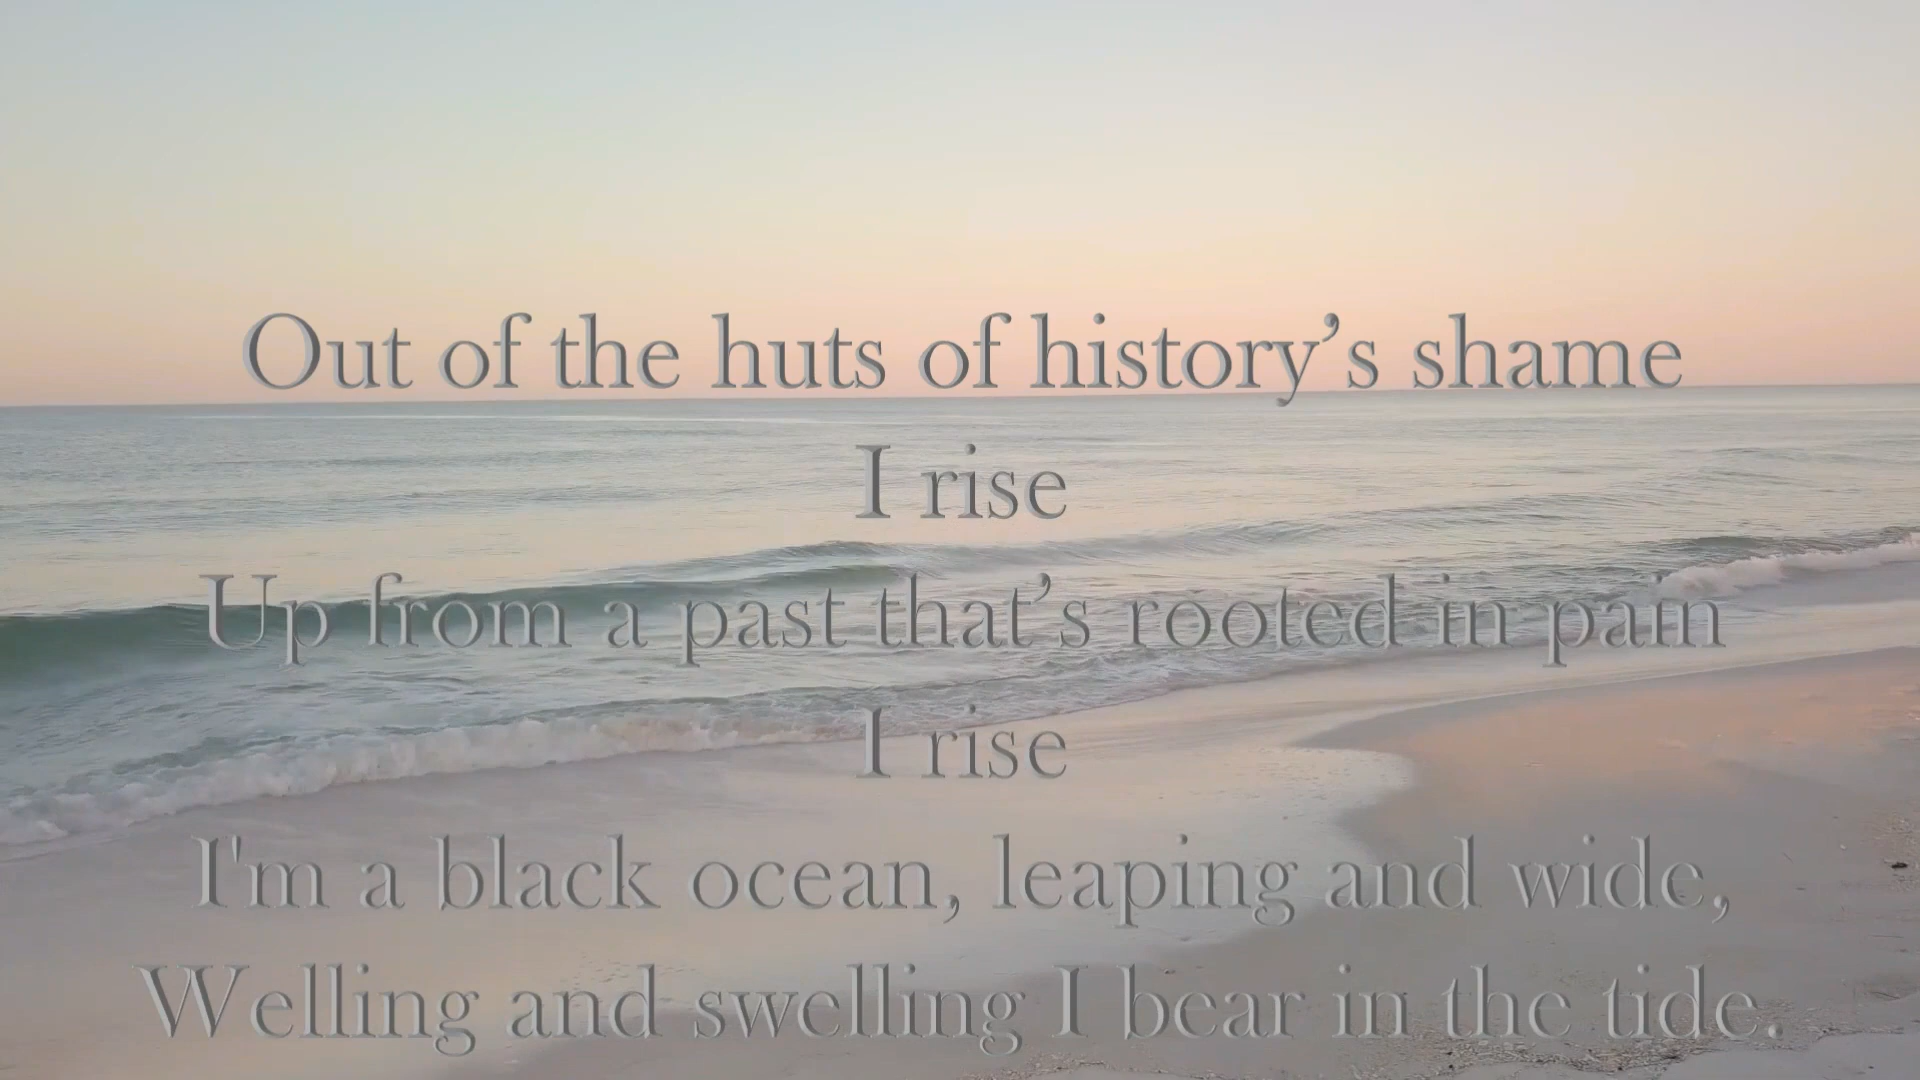 Out of the huts of history’s shame
I rise
Up from a past that’s rooted in pain
I rise
I'm a black ocean, leaping and wide,
Welling and swelling I bear in the tide.